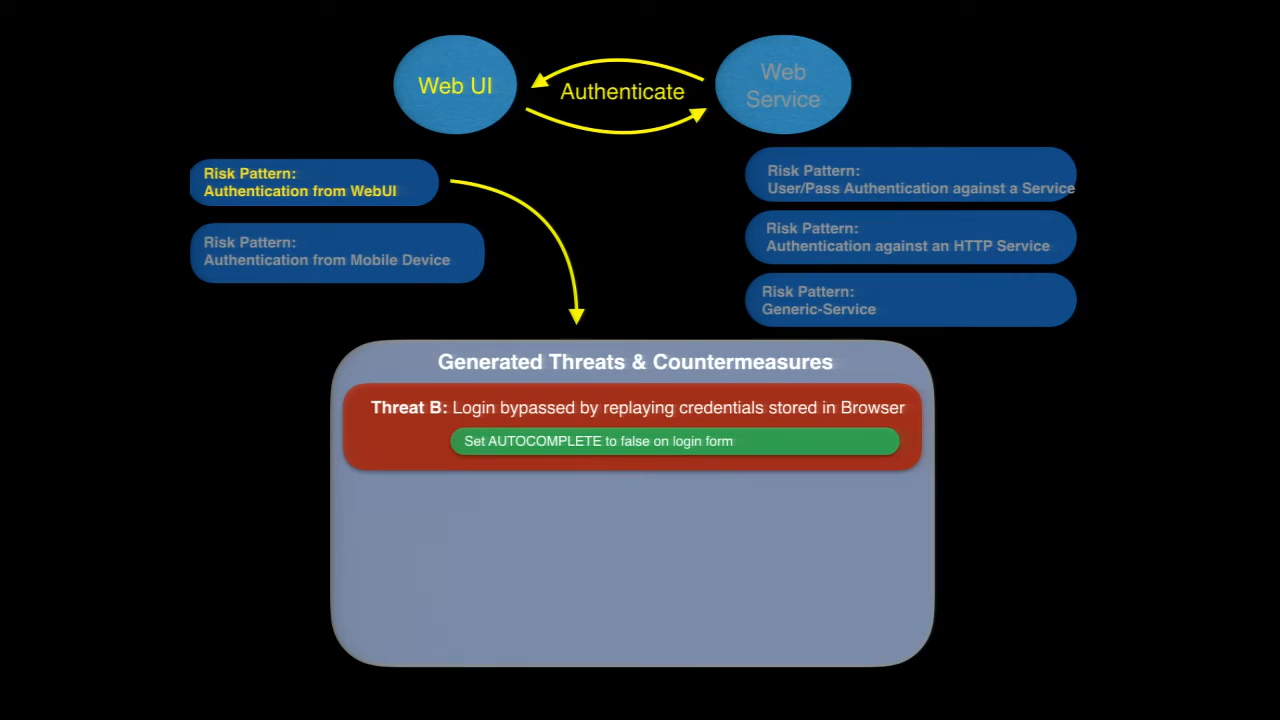 Web UI
Authenticate
Web
Service
Risk Pattern:
Authentication from WebUI
Risk Pattern:
Authentication from Mobile Device
Risk Pattern:
User/Pass Authentication against a Service
Risk Pattern:
Authentication against an HTTP Service
Risk Pattern:
Generic-Service
Generated Threats & Countermeasures
Threat B: Login bypassed by replaying credentials stored in Browser
Set AUTOCOMPLETE to false on login form